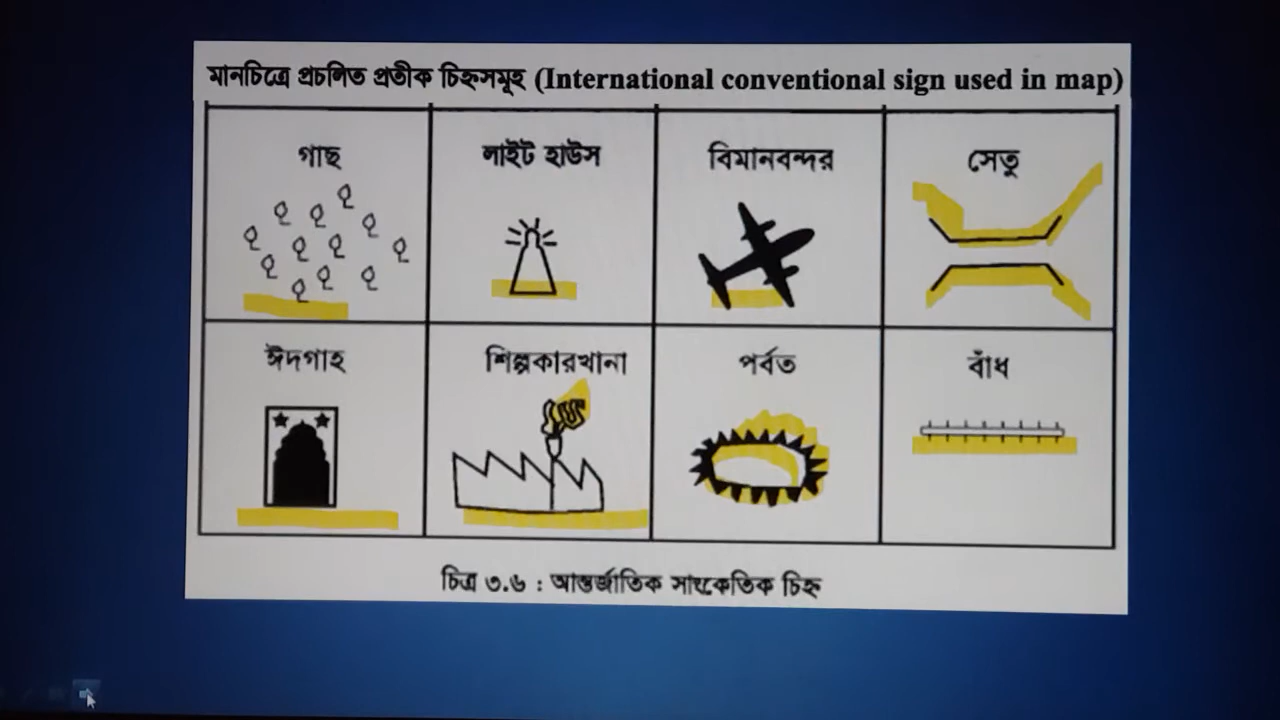 মানচিত্রে প্রচলিত প্রতীক চিহ্নসমূহ (International conventional sign used in map)
গাছ
লাইট হাউস
বিমানবন্দর
সেতু
ঈদগাহ
শিল্পকারখানা
পর্বত
বাঁধ
চিত্র ৩.৬ : আন্তর্জাতিক সাংকেতিক চিহ্ন